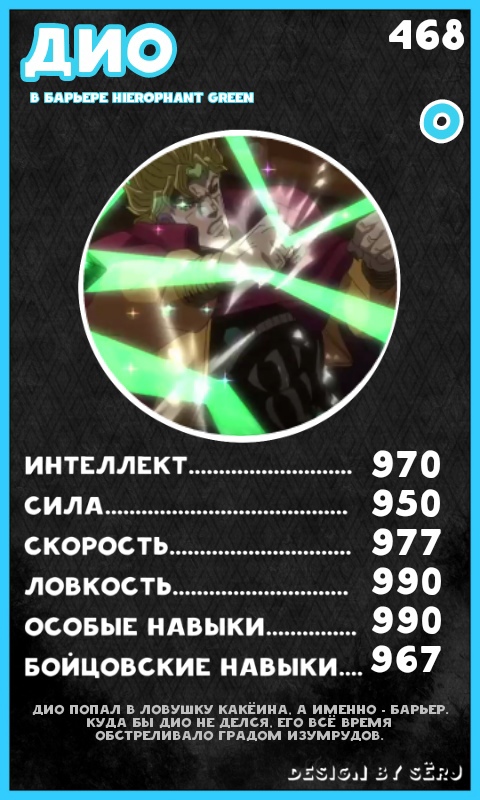 ДИО
468
В БАРЬЕРЕ HIEROPHANT GREEN
О
ИНТЕЛЛЕКТ.......................... 970
СИЛА....................................... 950
СКОРОСТЬ............................. 977
ЛОВКОСТЬ............................ 990
ОСОБЫЕ НАВЫКИ.............. 990
БОЙЦОВСКИЕ НАВЫКИ.... 967
ДИО ПОПАЛ В ЛОВУШКУ КАКЁИНА, А ИМЕННО - БАРЬЕР.
КУДА БЫ ДИО НЕ ДЕЛСЯ, ЕГО ВСЁ ВРЕМЯ
ОБСТРЕЛИВАЛО ГРАДОМ ИЗУМРУДОВ.
DESIGN BY SЁRJ